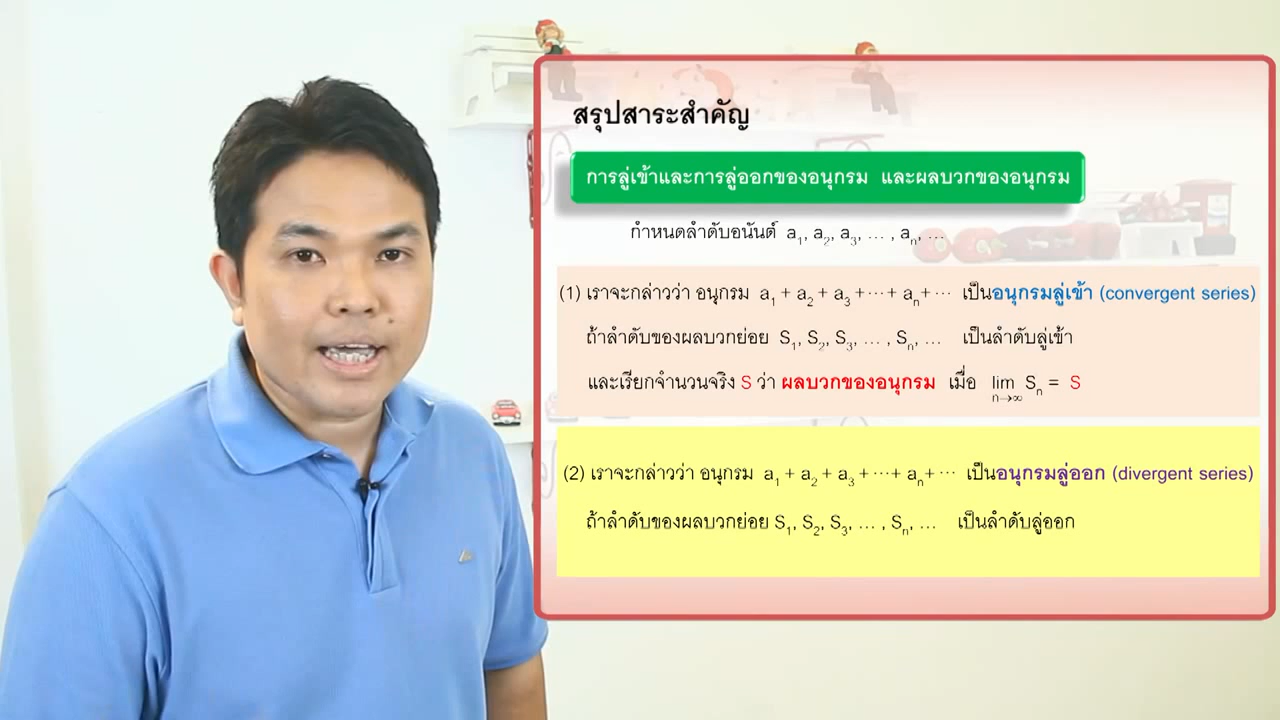 สรุปสาระสำคัญ
การลู่เข้าและการลู่ออกของอนุกรม และผลบวกของอนุกรม
กำหนดลำดับอนันต์ a₁, a₂, a₃, … , aₙ, …
(1) เราจะกล่าวว่า อนุกรม a₁ + a₂ + a₃ + ⋯ + aₙ + ⋯ เป็นอนุกรมลู่เข้า (convergent series)
ถ้าลำดับของผลบวกย่อย S₁, S₂, S₃, … , Sₙ, … เป็นลำดับลู่เข้า
และเรียกจำนวนจริง S ว่า ผลบวกของอนุกรม เมื่อ lim n→∞ Sₙ = S
(2) เราจะกล่าวว่า อนุกรม a₁ + a₂ + a₃ + ⋯ + aₙ + ⋯ เป็นอนุกรมลู่ออก (divergent series)
ถ้าลำดับของผลบวกย่อย S₁, S₂, S₃, … , Sₙ, … เป็นลำดับลู่ออก